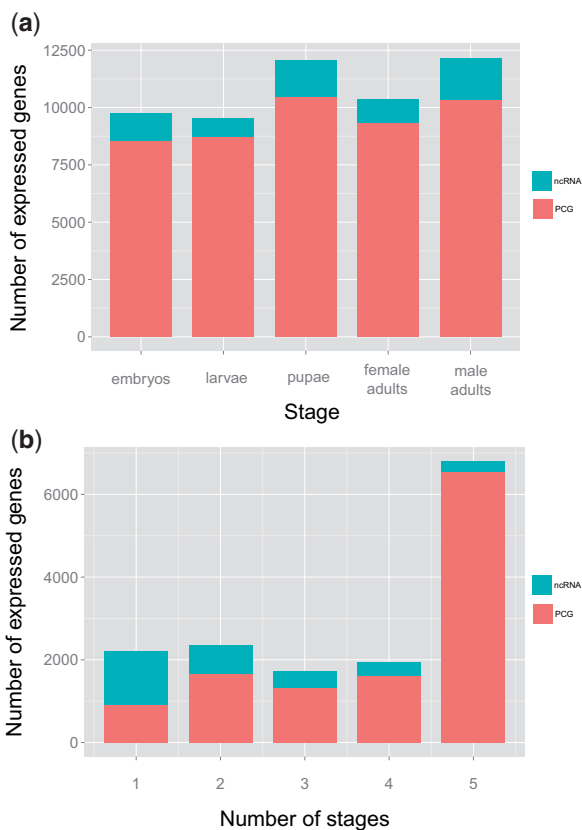 (a)
Number of expressed genes
12500
10000
7500
5000
2500
0
embryos
larvae
pupae
female
adults
male
adults
Stage
ncRNA
PCG
(b)
Number of expressed genes
6000
4000
2000
0
1
2
3
4
5
Number of stages
ncRNA
PCG